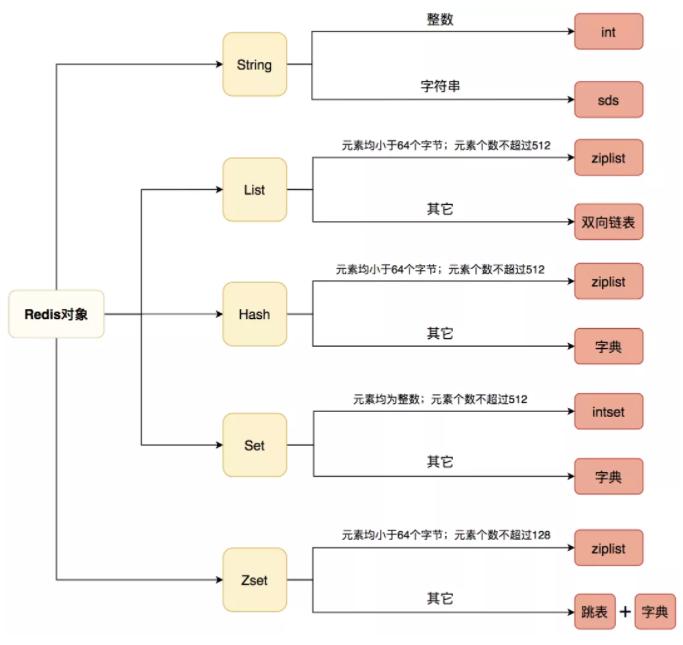 Redis对象
String
整数
int
字符串
sds
List
元素均小于64个字节；元素个数不超过512
ziplist
其它
双向链表
Hash
元素均小于64个字节；元素个数不超过512
ziplist
其它
字典
Set
元素均为整数；元素个数不超过512
intset
其它
字典
Zset
元素均小于64个字节；元素个数不超过128
ziplist
其它
跳表 + 字典